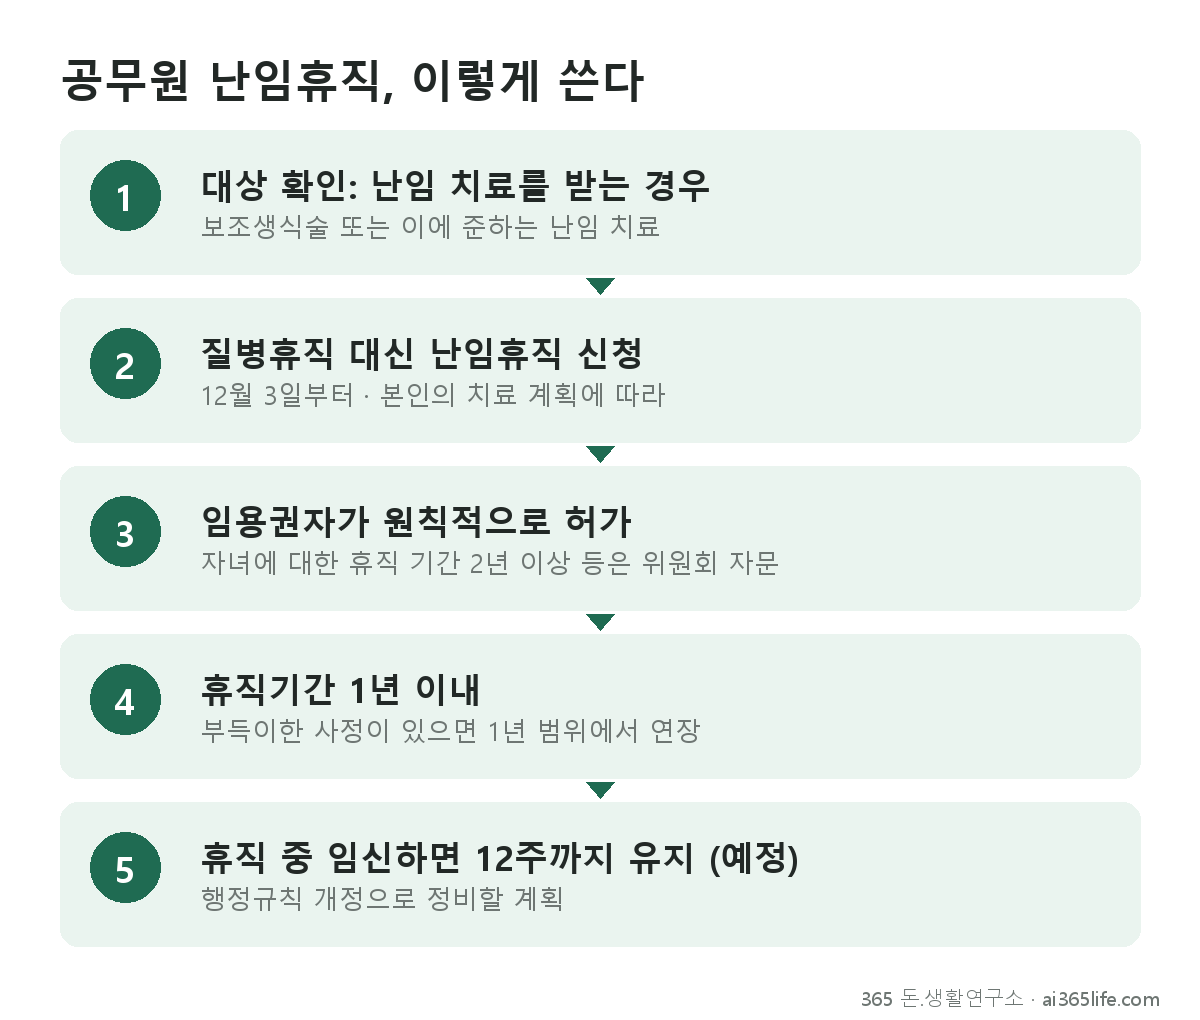 공무원 난임휴직, 이렇게 쓴다
1
대상 확인: 난임 치료를 받는 경우
보조생식술 또는 이에 준하는 난임 치료
2
질병휴직 대신 난임휴직 신청
12월 3일부터 · 본인의 치료 계획에 따라
3
임용권자가 원칙적으로 허가
자녀에 대한 휴직 기간 2년 이상 등은 위원회 자문
4
휴직기간 1년 이내
부득이한 사정이 있으면 1년 범위에서 연장
5
휴직 중 임신하면 12주까지 유지 (예정)
행정규칙 개정으로 정비할 계획
365 돈.생활연구소 · ai365life.com